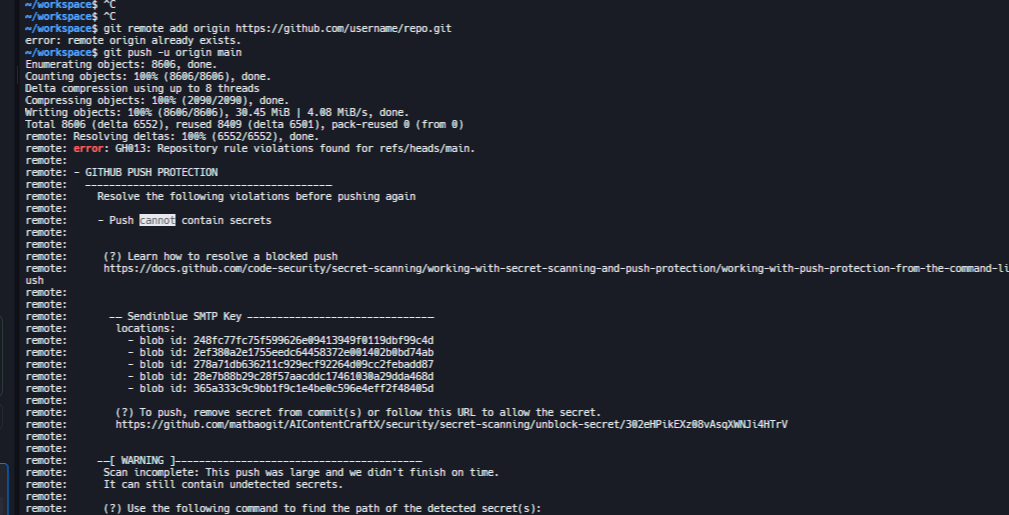 ~/workspace$ ^C
~/workspace$ ^C
~/workspace$ git remote add origin https://github.com/username/repo.git
error: remote origin already exists.
~/workspace$ git push -u origin main
Enumerating objects: 8606, done.
Counting objects: 100% (8606/8606), done.
Delta compression using up to 8 threads
Compressing objects: 100% (2090/2090), done.
Writing objects: 100% (8606/8606), 30.45 MiB | 4.08 MiB/s, done.
Total 8606 (delta 6552), reused 8409 (delta 6501), pack-reused 0 (from 0)
remote: Resolving deltas: 100% (6552/6552), done.
remote: error: GH013: Repository rule violations found for refs/heads/main.
remote:
remote: - GITHUB PUSH PROTECTION
remote:   —————————————————————————————————————————
remote:     Resolve the following violations before pushing again
remote:
remote:     - Push cannot contain secrets
remote:
remote:
remote:      (?) Learn how to resolve a blocked push
remote:      https://docs.github.com/code-security/secret-scanning/working-with-secret-scanning-and-push-protection/working-with-push-protection-from-the-command-li
ush
remote:
remote:
remote:       —— Sendinblue SMTP Key ———————————————————————————————
remote:        locations:
remote:          - blob id: 248fc77fc75f599626e09413949f0119dbf99c4d
remote:          - blob id: 2ef380a2e1755eedc64458372e001402b0bd74ab
remote:          - blob id: 278a71db636211c929ecf92264d09cc2febadd87
remote:          - blob id: 28e7b88b29c28f57aacddc17461030a29dda468d
remote:          - blob id: 365a333c9c9bb1f9c1e4be0c596e4eff2f48405d
remote:
remote:        (?) To push, remove secret from commit(s) or follow this URL to allow the secret.
remote:        https://github.com/matbaogit/AIContentCraftX/security/secret-scanning/unblock-secret/302eHPikEXz08vAsqXWNJi4HTrV
remote:
remote:
remote:     ——[ WARNING ]—————————————————————————————————————————
remote:      Scan incomplete: This push was large and we didn't finish on time.
remote:      It can still contain undetected secrets.
remote:
remote:      (?) Use the following command to find the path of the detected secret(s):